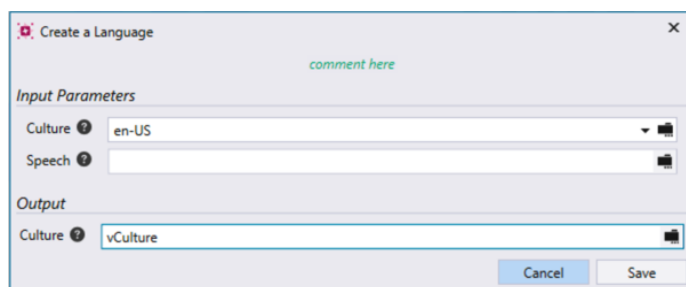 Create a Language
comment here
Input Parameters
Culture ? en-US
Speech ?
Output
Culture ? vCulture
Cancel Save